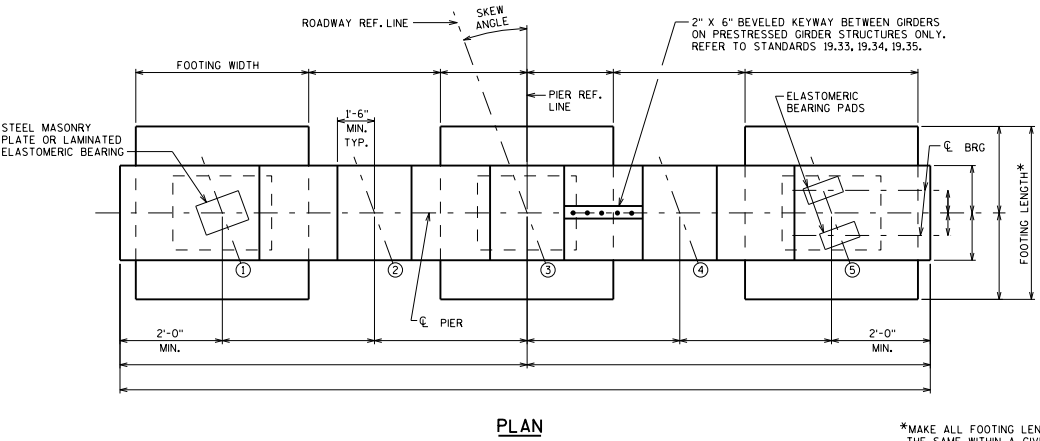 ROADWAY REF. LINE
SKEW
ANGLE
2" X 6" BEVELED KEYWAY BETWEEN GIRDERS
ON PRESTRESSED GIRDER STRUCTURES ONLY.
REFER TO STANDARDS 19.33, 19.34, 19.35.
FOOTING WIDTH
PIER REF.
LINE
ELASTOMERIC
BEARING PADS
STEEL MASONRY
PLATE OR LAMINATED
ELASTOMERIC BEARING
1'-6"
MIN.
TYP.
℄ BRG
FOOTING LENGTH*
1
2
3
4
5
℄ PIER
2'-0"
MIN.
2'-0"
MIN.
PLAN
*MAKE ALL FOOTING LEN
THE SAME WITHIN A GIV